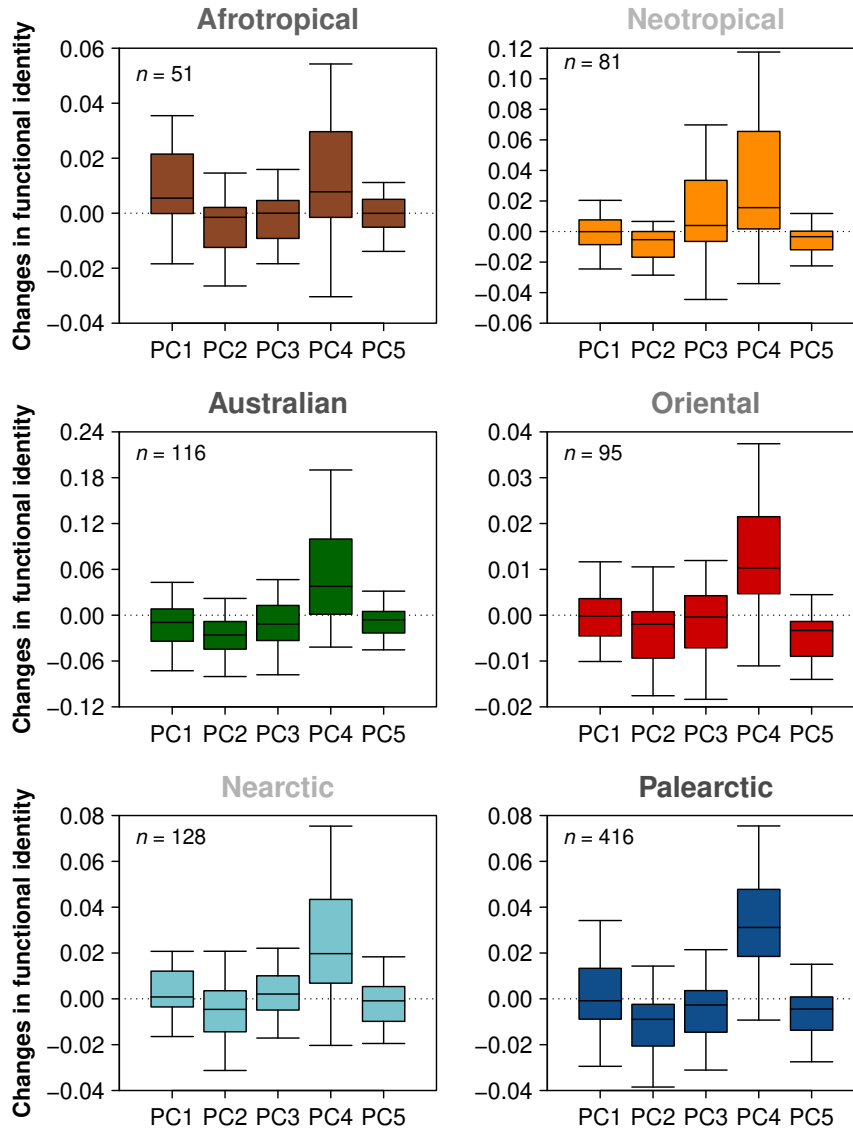 Afrotropical
Neotropical
Changes in functional identity
0.06
0.04
0.02
0.00
−0.02
−0.04
n = 51
PC1 PC2 PC3 PC4 PC5
0.12
0.10
0.08
0.06
0.04
0.02
0.00
−0.02
−0.04
−0.06
n = 81
PC1 PC2 PC3 PC4 PC5
Australian
Oriental
Changes in functional identity
0.24
0.18
0.12
0.06
0.00
−0.06
−0.12
n = 116
PC1 PC2 PC3 PC4 PC5
0.04
0.03
0.02
0.01
0.00
−0.01
−0.02
n = 95
PC1 PC2 PC3 PC4 PC5
Nearctic
Palearctic
Changes in functional identity
0.08
0.06
0.04
0.02
0.00
−0.02
−0.04
n = 128
PC1 PC2 PC3 PC4 PC5
0.08
0.06
0.04
0.02
0.00
−0.02
−0.04
n = 416
PC1 PC2 PC3 PC4 PC5